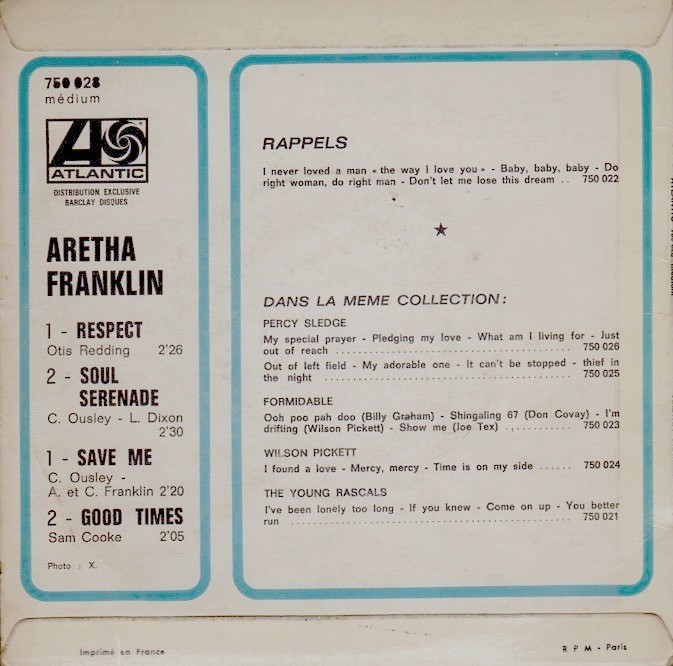 750 028
médium
ATLANTIC
DISTRIBUTION EXCLUSIVE
BARCLAY DISQUES
ARETHA
FRANKLIN
1 - RESPECT
Otis Redding 2'26
2 - SOUL
SERENADE
C. Ousley - L. Dixon
2'30
1 - SAVE ME
C. Ousley -
A. et C. Franklin 2'20
2 - GOOD TIMES
Sam Cooke 2'05
Photo : X.
RAPPELS
I never loved a man « the way I love you » - Baby, baby, baby - Do
right woman, do right man - Don't let me lose this dream .. 750 022
DANS LA MEME COLLECTION :
PERCY SLEDGE
My special prayer - Pledging my love - What am I living for - Just
out of reach ........................................ 750 026
Out of left field - My adorable one - It can't be stopped - thief in
the night ........................................ 750 025
FORMIDABLE
Ooh poo pah doo (Billy Graham) - Shingaling 67 (Don Covay) - I'm
drifting (Wilson Pickett) - Show me (Joe Tex) ........... 750 023
WILSON PICKETT
I found a love - Mercy, mercy - Time is on my side ...... 750 024
THE YOUNG RASCALS
I've been lonely too long - If you knew - Come on up - You better
run ................................................ 750 021
Imprimé en France
R P M - Paris